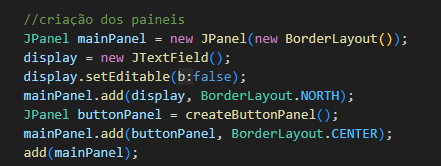 //criação dos paineis
JPanel mainPanel = new JPanel(new BorderLayout());
display = new JTextField();
display.setEditable(b:false);
mainPanel.add(display, BorderLayout.NORTH);
JPanel buttonPanel = createButtonPanel();
mainPanel.add(buttonPanel, BorderLayout.CENTER);
add(mainPanel);